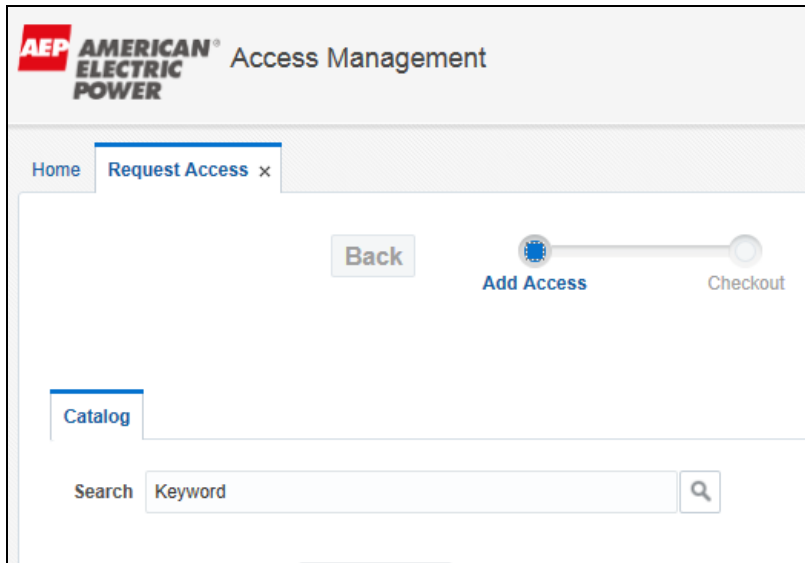 AEP AMERICAN® ELECTRIC POWER Access Management
Home Request Access ×
Back
Add Access Checkout
Catalog
Search Keyword